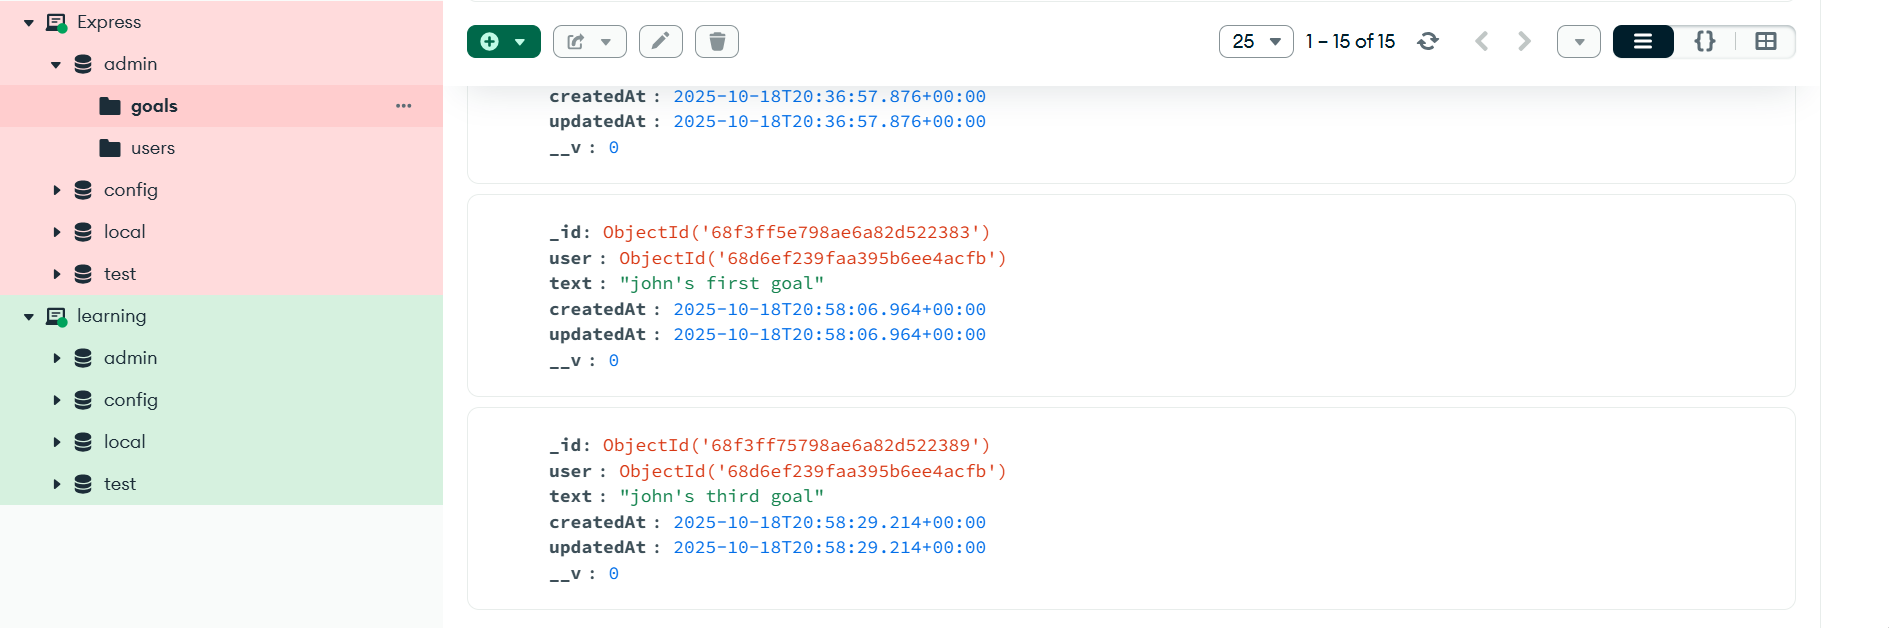 Express
admin
goals
users
config
local
test
learning
admin
config
local
test
25
1 – 15 of 15
{}
createdAt : 2025-10-18T20:36:57.876+00:00
updatedAt : 2025-10-18T20:36:57.876+00:00
__v : 0
_id: ObjectId('68f3ff5e798ae6a82d522383')
user : ObjectId('68d6ef239faa395b6ee4acfb')
text : "john's first goal"
createdAt : 2025-10-18T20:58:06.964+00:00
updatedAt : 2025-10-18T20:58:06.964+00:00
__v : 0
_id: ObjectId('68f3ff75798ae6a82d522389')
user : ObjectId('68d6ef239faa395b6ee4acfb')
text : "john's third goal"
createdAt : 2025-10-18T20:58:29.214+00:00
updatedAt : 2025-10-18T20:58:29.214+00:00
__v : 0